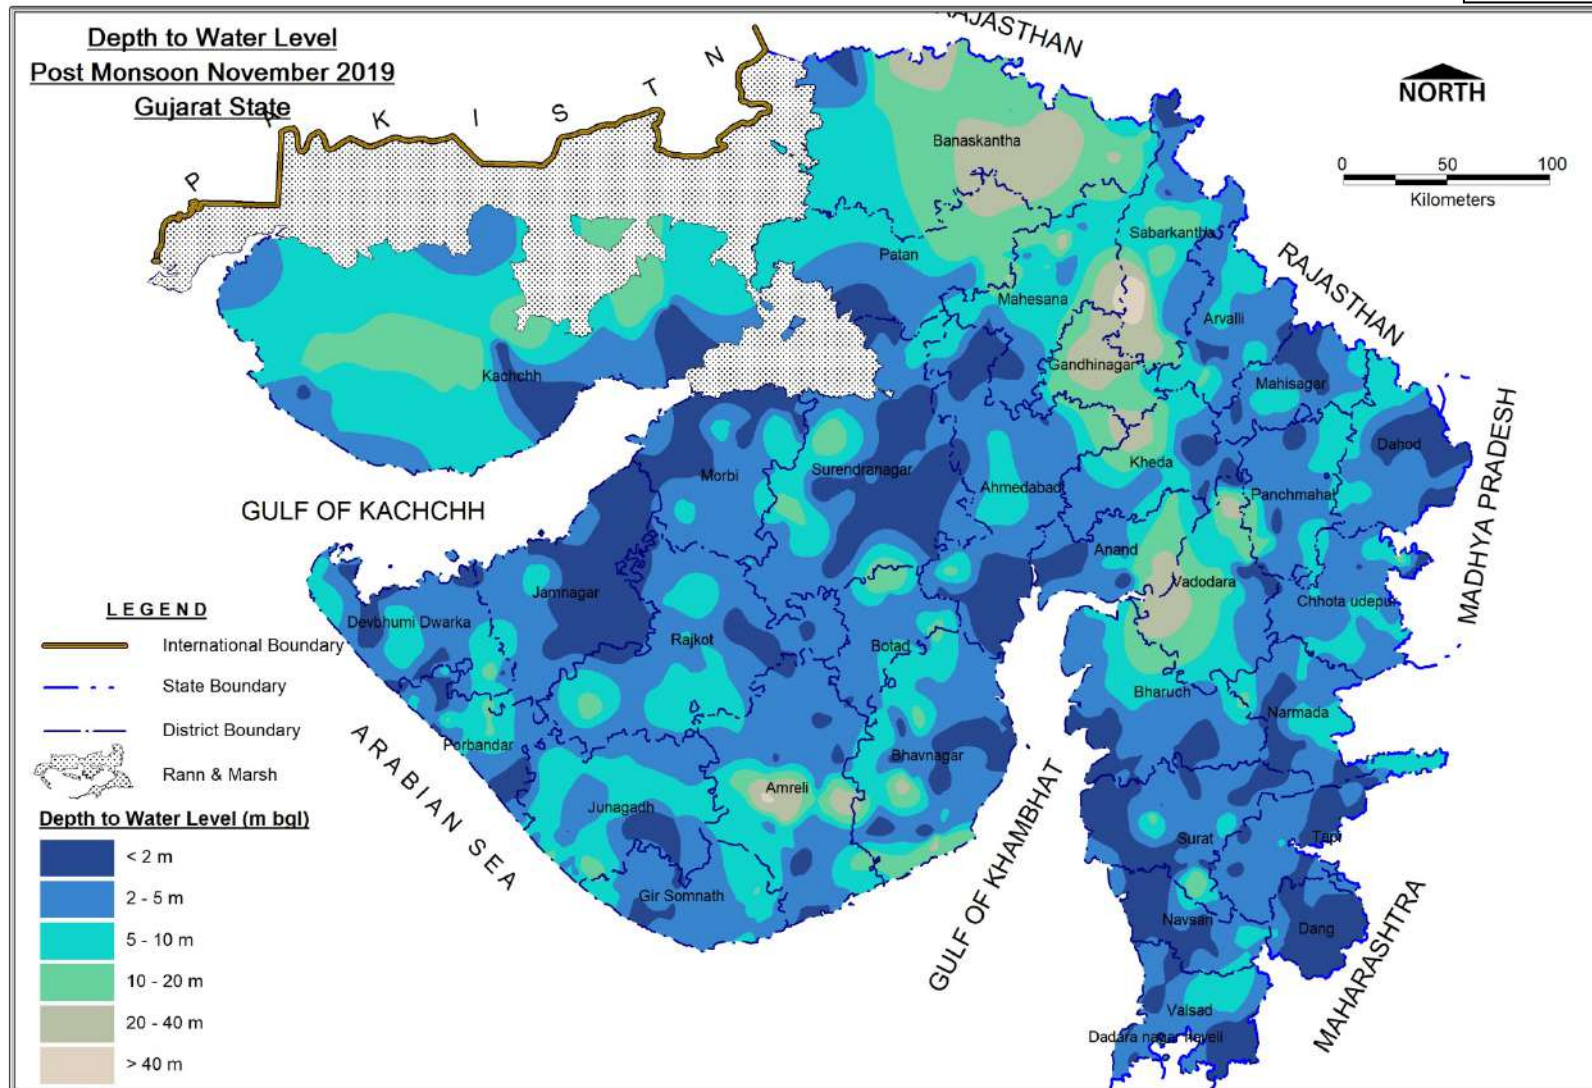 Depth to Water Level
Post Monsoon November 2019
Gujarat State
RAJASTHAN
P A K I S T N
NORTH
0 50 100
Kilometers
Banaskantha
Sabarkantha
Patan
RAJASTHAN
Mahesana
Arvalli
Gandhinagar
Kachchh
Mahisagar
MADHYA PRADESH
Dahod
Kheda
Morbi
Surendranagar
Ahmedabad
Panchmahal
GULF OF KACHCHH
Anand
Vadodara
Jamnagar
Chhota udepur
Devbhumi Dwarka
Rajkot
Botad
Bharuch
Narmada
Porbandar
ARABIAN SEA
Bhavnagar
Amreli
Junagadh
GULF OF KHAMBHAT
Surat
Tapi
Gir Somnath
Navsari
Dang
MAHARASHTRA
Valsad
Dadara nagar haveli
LEGEND
International Boundary
State Boundary
District Boundary
Rann & Marsh
Depth to Water Level (m bgl)
< 2 m
2 - 5 m
5 - 10 m
10 - 20 m
20 - 40 m
> 40 m